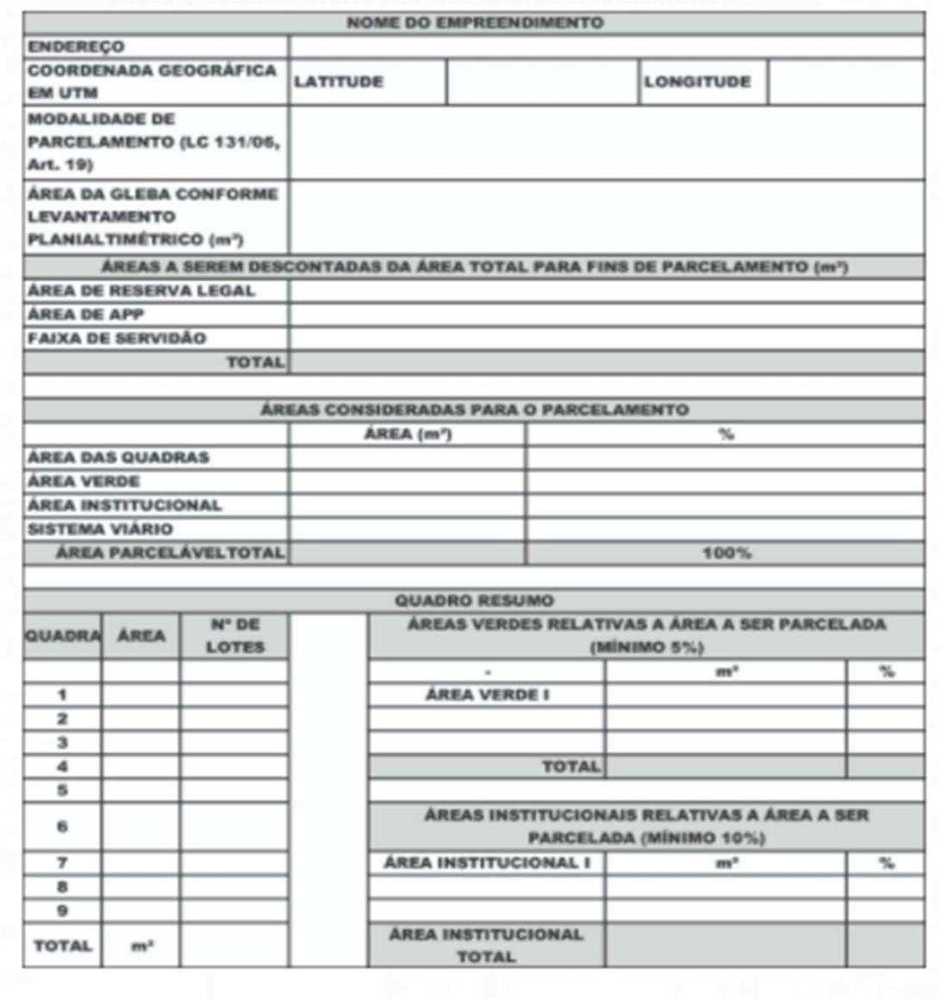 NOME DO EMPREENDIMENTO
ENDEREÇO
COORDENADA GEOGRÁFICA
EM UTM
LATITUDE
LONGITUDE
MODALIDADE DE
PARCELAMENTO (LC 131/06,
Art. 19)
ÁREA DA GLEBA CONFORME
LEVANTAMENTO
PLANIALTIMÉTRICO (m²)
ÁREAS A SEREM DESCONTADAS DA ÁREA TOTAL PARA FINS DE PARCELAMENTO (m²)
ÁREA DE RESERVA LEGAL
ÁREA DE APP
FAIXA DE SERVIDÃO
TOTAL
ÁREAS CONSIDERADAS PARA O PARCELAMENTO
ÁREA (m²) %
ÁREA DAS QUADRAS
ÁREA VERDE
ÁREA INSTITUCIONAL
SISTEMA VIÁRIO
ÁREA PARCELÁVELTOTAL 100%
QUADRO RESUMO
QUADRA ÁREA Nº DE
LOTES
1
2
3
4
5
6
7
8
9
TOTAL m²
ÁREAS VERDES RELATIVAS A ÁREA A SER PARCELADA
(MÍNIMO 5%)
- m² %
ÁREA VERDE I
TOTAL
ÁREAS INSTITUCIONAIS RELATIVAS A ÁREA A SER
PARCELADA (MÍNIMO 10%)
ÁREA INSTITUCIONAL I m² %
ÁREA INSTITUCIONAL
TOTAL